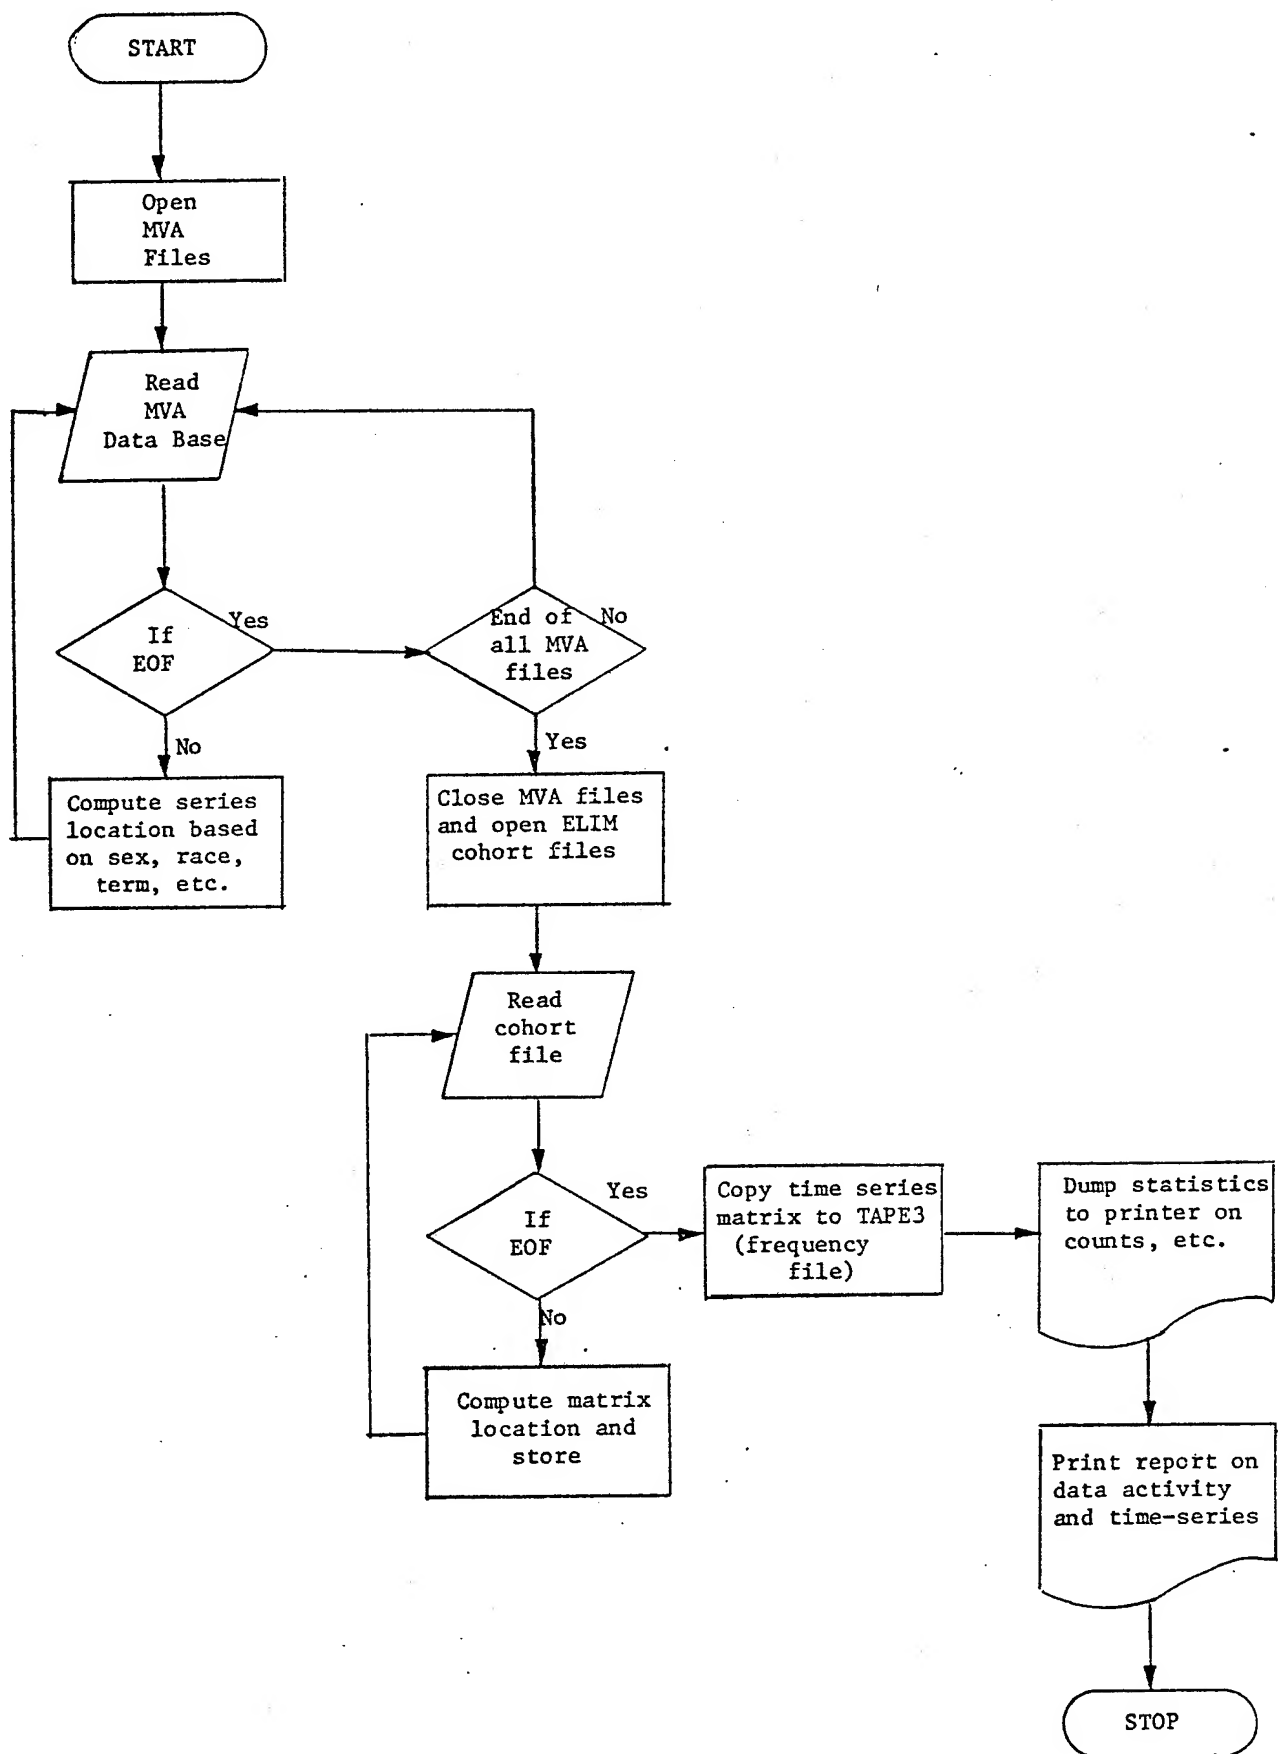 START
Open
MVA
Files
Read
MVA
Data Base
If
EOF
Yes
No
Compute series
location based
on sex, race,
term, etc.
End of
all MVA
files
No
Yes
Close MVA files
and open ELIM
cohort files
Read
cohort
file
If
EOF
Yes
No
Compute matrix
location and
store
Copy time series
matrix to TAPE3
(frequency
file)
Dump statistics
to printer on
counts, etc.
Print report on
data activity
and time-series
STOP